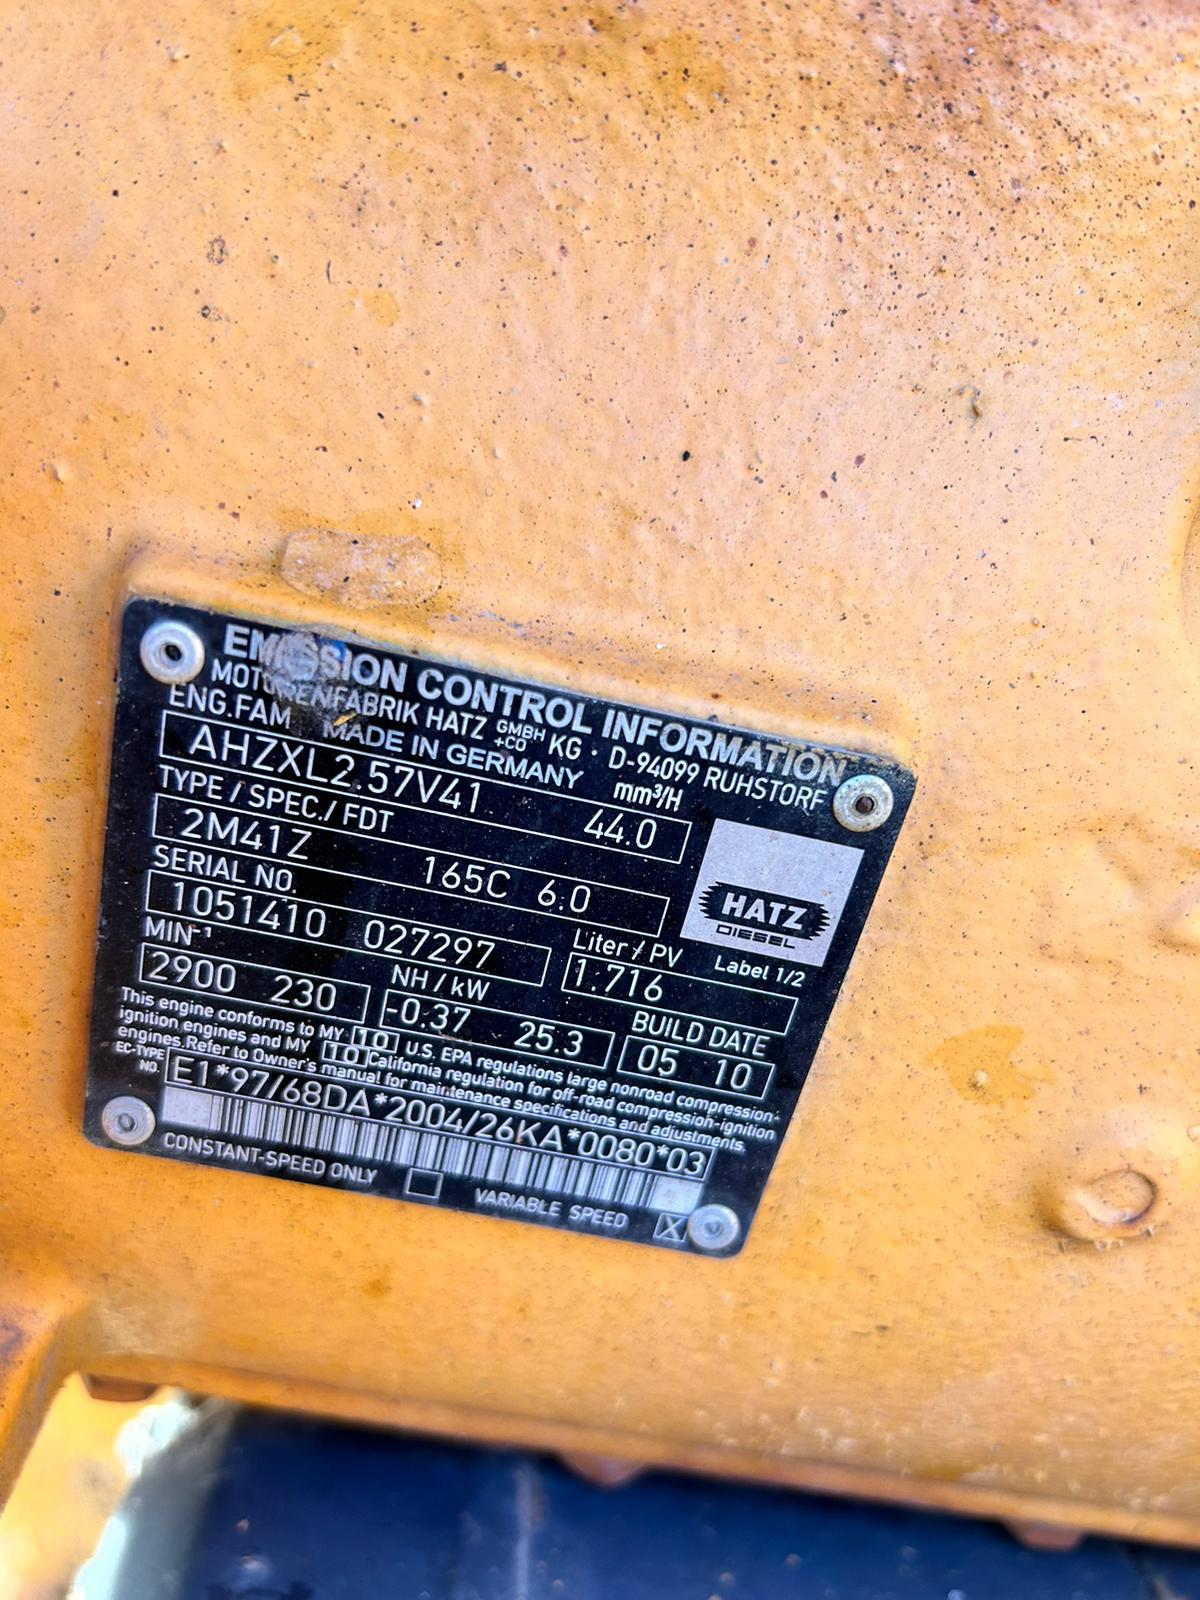 EMISSION CONTROL INFORMATION
MOTORENFABRIK HATZ GMBH +CO KG · D-94099 RUHSTORF
ENG.FAM MADE IN GERMANY mm³/H
AHZXL2.57V41 44.0
TYPE / SPEC./ FDT
2M41Z 165C 6.0
HATZ
DIESEL
SERIAL NO. Liter / PV Label 1/2
1051410 027297 1.716
MIN⁻¹ NH / kW BUILD DATE
2900 230 -0.37 25.3 05 10
This engine conforms to MY 10 U.S. EPA regulations large nonroad compression-
ignition engines and MY 10 California regulation for off-road compression-ignition
engines.Refer to Owner's manual for maintenance specifications and adjustments.
EC-TYPE NO. E1*97/68DA*2004/26KA*0080*03
CONSTANT-SPEED ONLY VARIABLE SPEED X